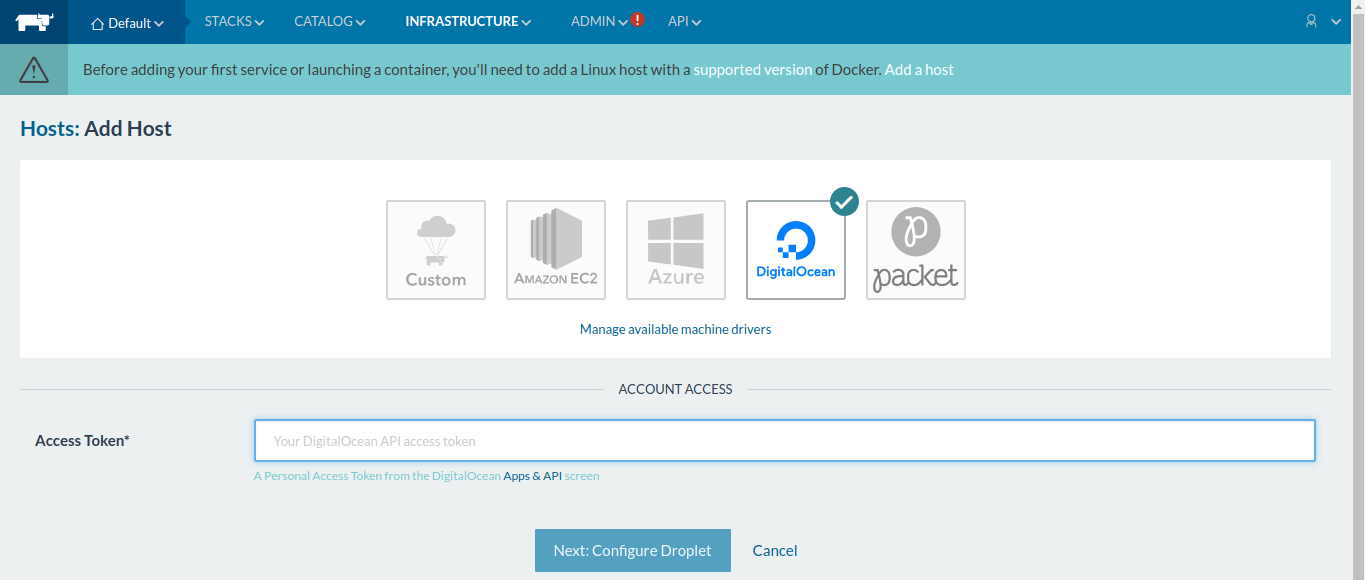 Default STACKS CATALOG INFRASTRUCTURE ADMIN ! API
Before adding your first service or launching a container, you'll need to add a Linux host with a supported version of Docker. Add a host
Hosts: Add Host
Custom
AMAZON EC2
Azure
DigitalOcean
packet
Manage available machine drivers
ACCOUNT ACCESS
Access Token*
Your DigitalOcean API access token
A Personal Access Token from the DigitalOcean Apps & API screen
Next: Configure Droplet Cancel